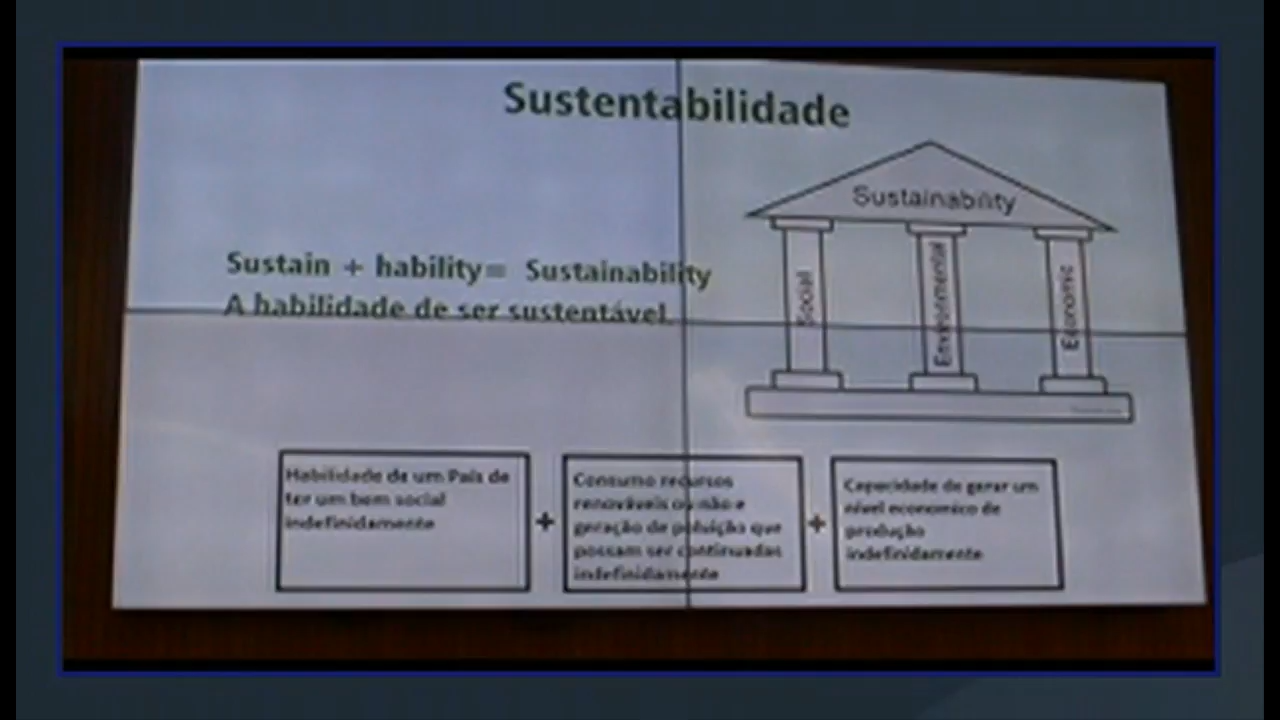 Sustentabilidade
Sustainability
Social
Environmental
Economic
Sustain + hability= Sustainability
A habilidade de ser sustentável
Habilidade de um País de
ter um bem social
indefinidamente
+
Consumo recursos
renováveis ou não e
geração de poluição que
possam ser continuadas
indefinidamente
+
Capacidade de gerar um
nível economico de
produção
indefinidamente